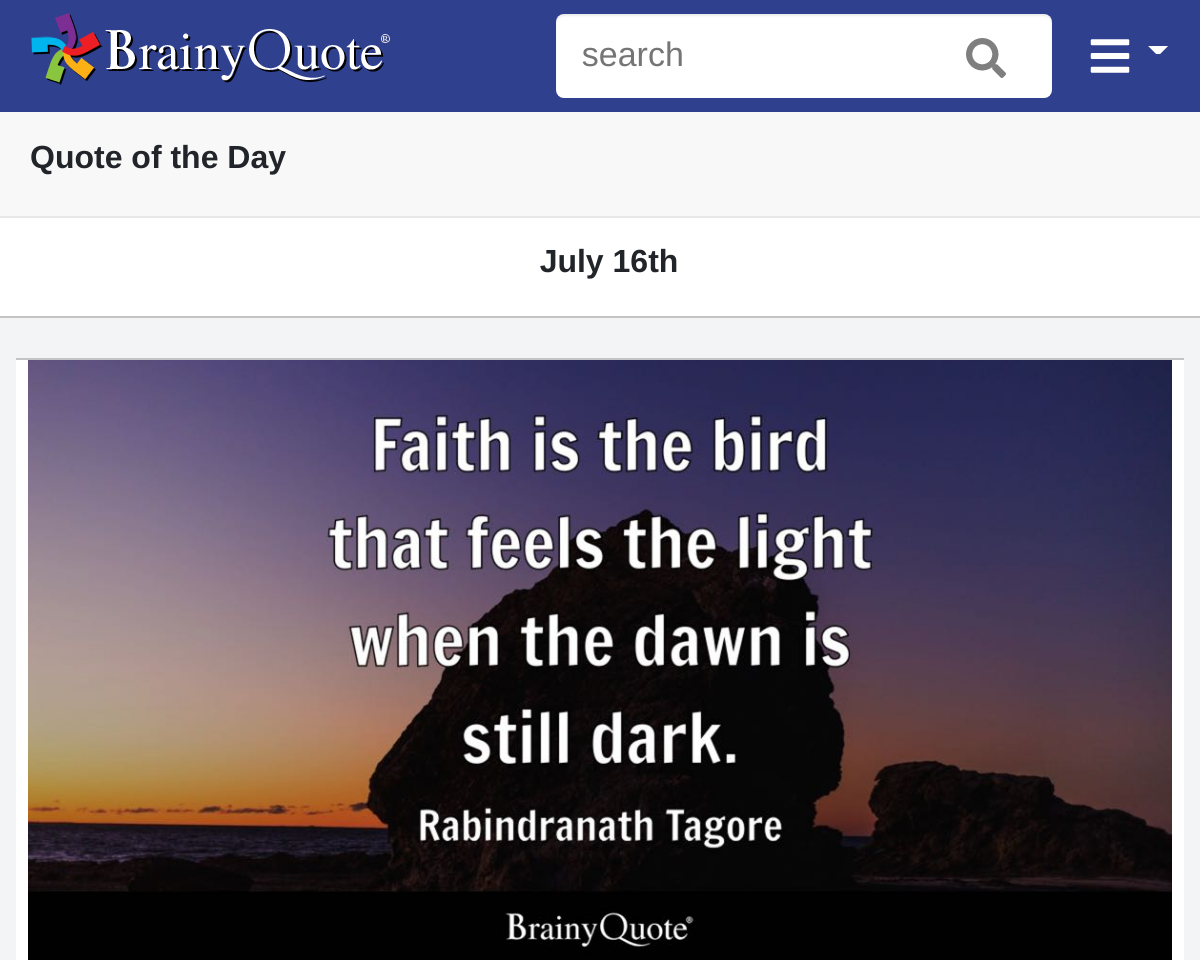 BrainyQuote®
search
Quote of the Day
July 16th
Faith is the bird
that feels the light
when the dawn is
still dark.
Rabindranath Tagore
BrainyQuote®